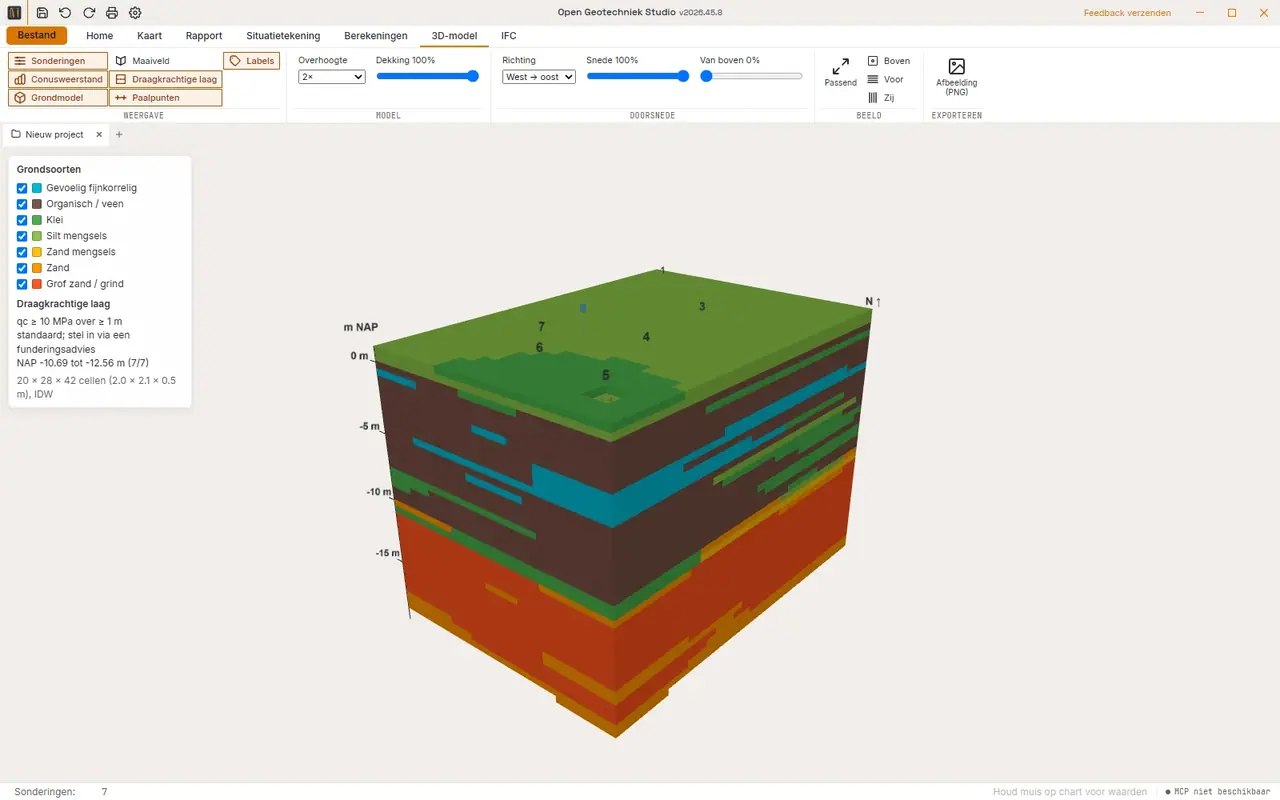 Open Geotechniek Studio v2026.45.8
Feedback verzenden
Bestand
Home
Kaart
Rapport
Situatietekening
Berekeningen
3D-model
IFC
Sonderingen
Maaiveld
Labels
Conusweerstand
Draagkrachtige laag
Grondmodel
Paalpunten
WEERGAVE
Overhoogte
Dekking 100%
2×
MODEL
Richting
Snede 100%
Van boven 0%
West → oost
DOORSNEDE
Passend
Boven
Voor
Zij
BEELD
Afbeelding
(PNG)
EXPORTEREN
Nieuw project
Grondsoorten
Gevoelig fijnkorrelig
Organisch / veen
Klei
Silt mengsels
Zand mengsels
Zand
Grof zand / grind
Draagkrachtige laag
qc ≥ 10 MPa over ≥ 1 m
standaard; stel in via een
funderingsadvies
NAP -10.69 tot -12.56 m (7/7)
20 × 28 × 42 cellen (2.0 × 2.1 × 0.5
m), IDW
1
N ↑
3
7
4
6
5
m NAP
0 m
-5 m
-10 m
-15 m
Sonderingen: 7
Houd muis op chart voor waarden
MCP niet beschikbaar